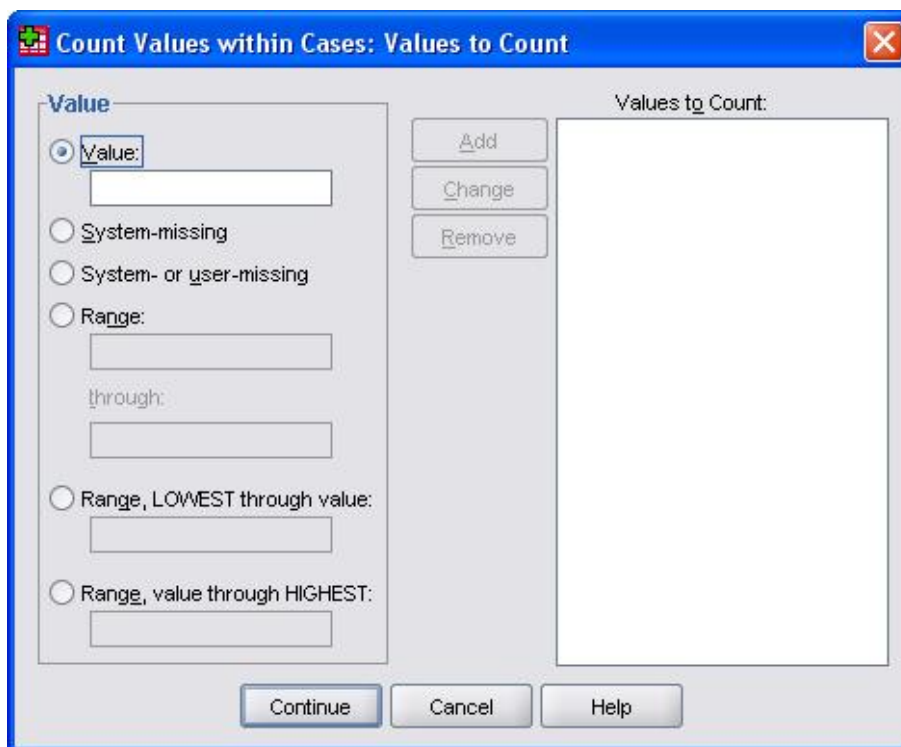 Count Values within Cases: Values to Count
Value
Value:
System-missing
System- or user-missing
Range:
through:
Range, LOWEST through value:
Range, value through HIGHEST:
Add
Change
Remove
Values to Count:
Continue
Cancel
Help